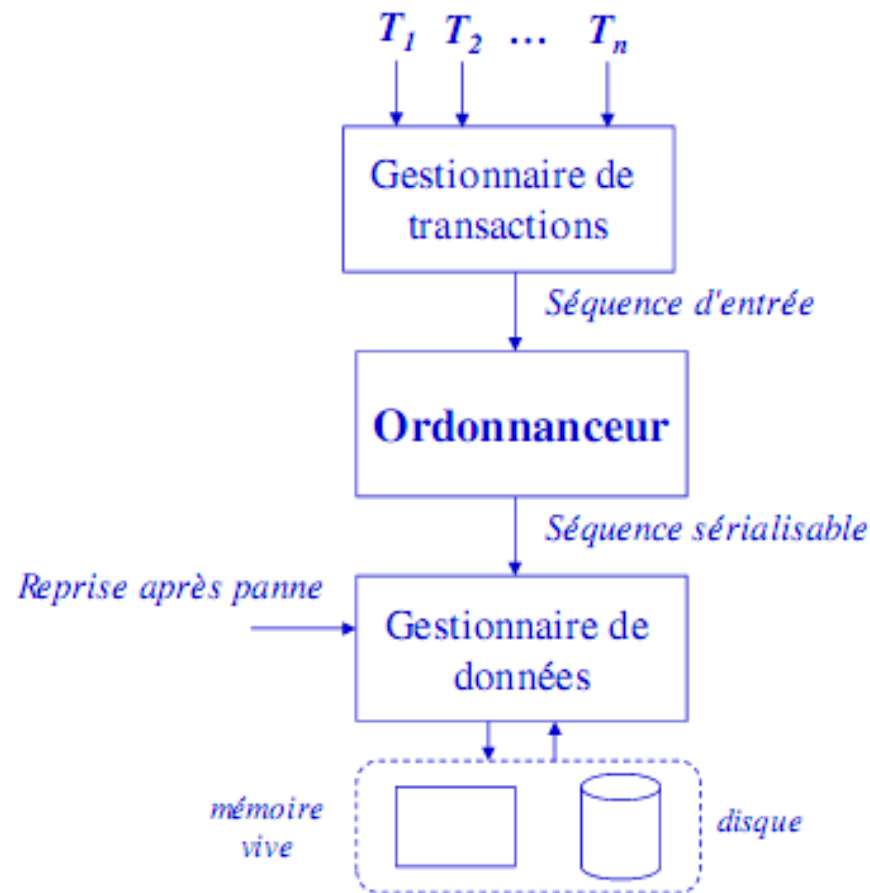 T1 T2 ... Tn
Gestionnaire de
transactions
Séquence d'entrée
Ordonnanceur
Séquence sérialisable
Reprise après panne
Gestionnaire de
données
mémoire
vive
disque